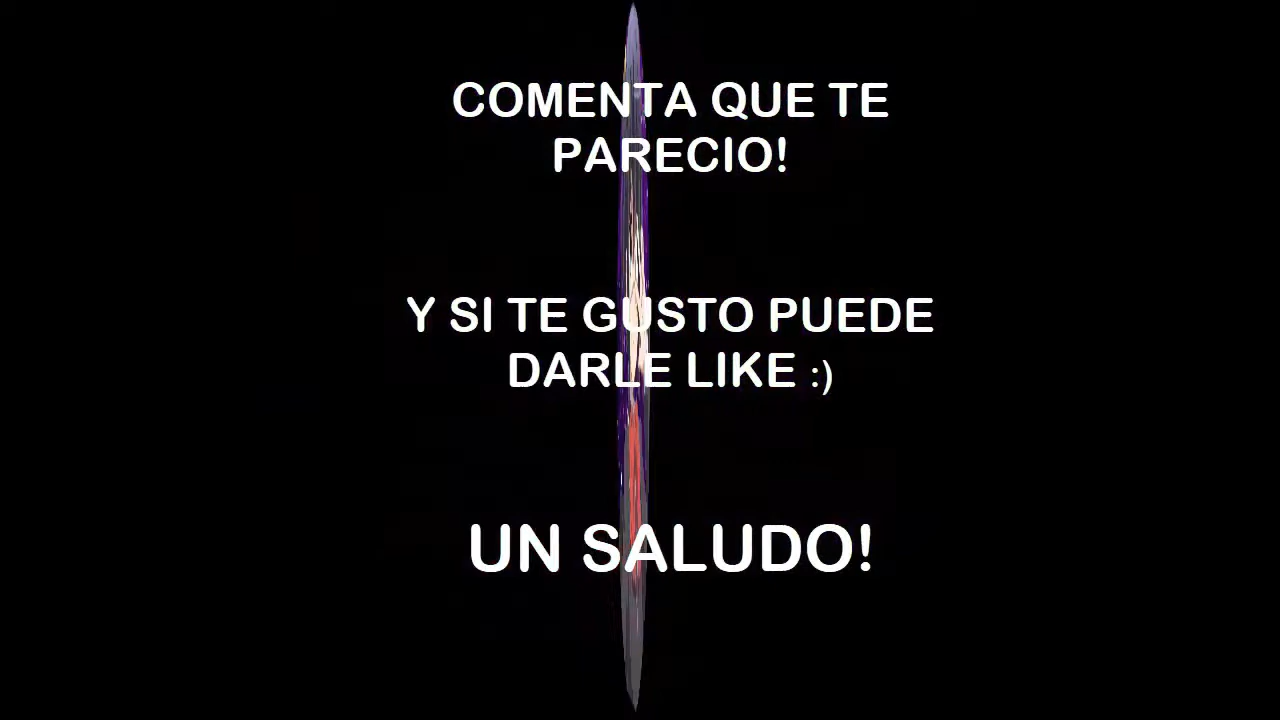 COMENTA QUE TE
PARECIO!
Y SI TE GUSTO PUEDE
DARLE LIKE :)
UN SALUDO!